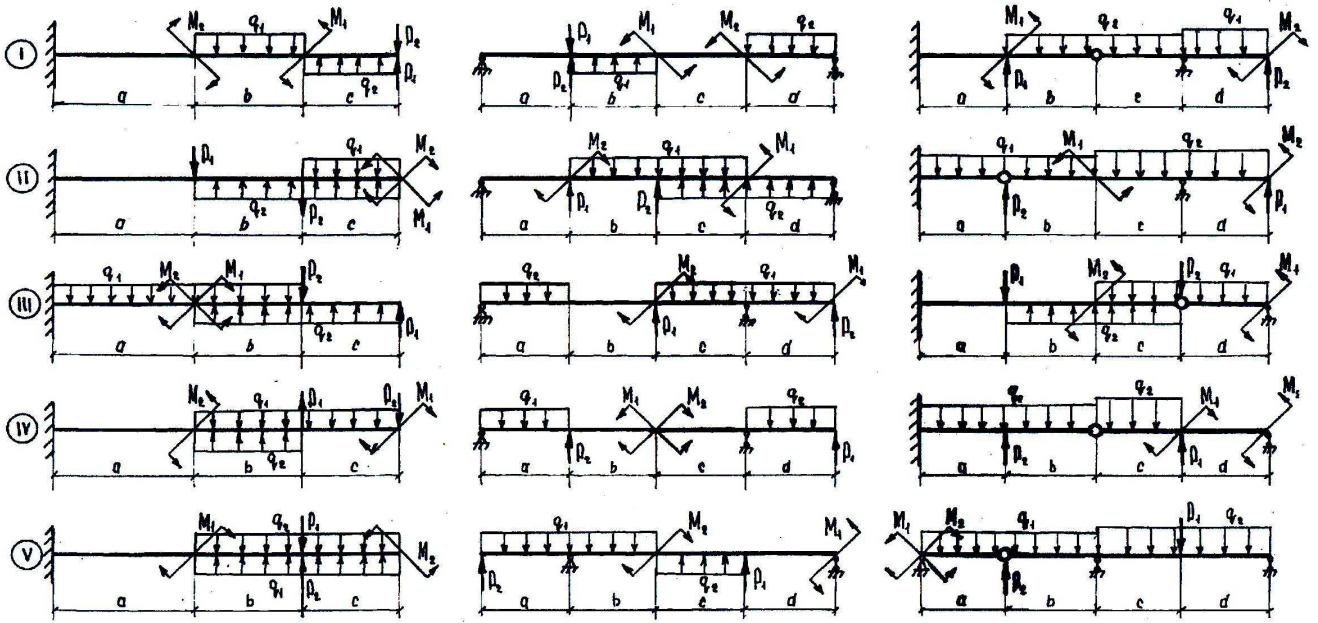 M₂ q₁ M₁ P₂ P₁ M₁ M₂ q₁ M₁ q₂ q₁ M₂
I
q₂ P₁ P₂ q₁ P₁ P₂
a b c a b c d a b c d
P₁ q₁ M₂ M₂ q₁ M₁ q₁ M₁ q₂ M₂
II
q₂ P₂ M₁ P₁ P₂ q₂ P₂ P₁
a b c a b c d a b c d
q₁ M₂ M₁ P₂ q₂ M₂ q₁ M₁ P₁ M₂ P₂ q₁ M₁
III
q₂ P₁ P₁ P₂ q₂
a b c a b c d a b c d
M₂ q₁ P₁ P₂ M₁ q₁ M₁ M₂ q₂ q₂ M₁
IV
q₂ P₂ P₁ P₂ P₁
a b c a b c d a b c d
M₁ q₂ P₁ q₁ M₂ M₁ M₁ M₂ q₁ P₁ q₂
V
q₁ P₂ M₂ P₂ q₂ P₁ P₂
a b c a b c d a b c d